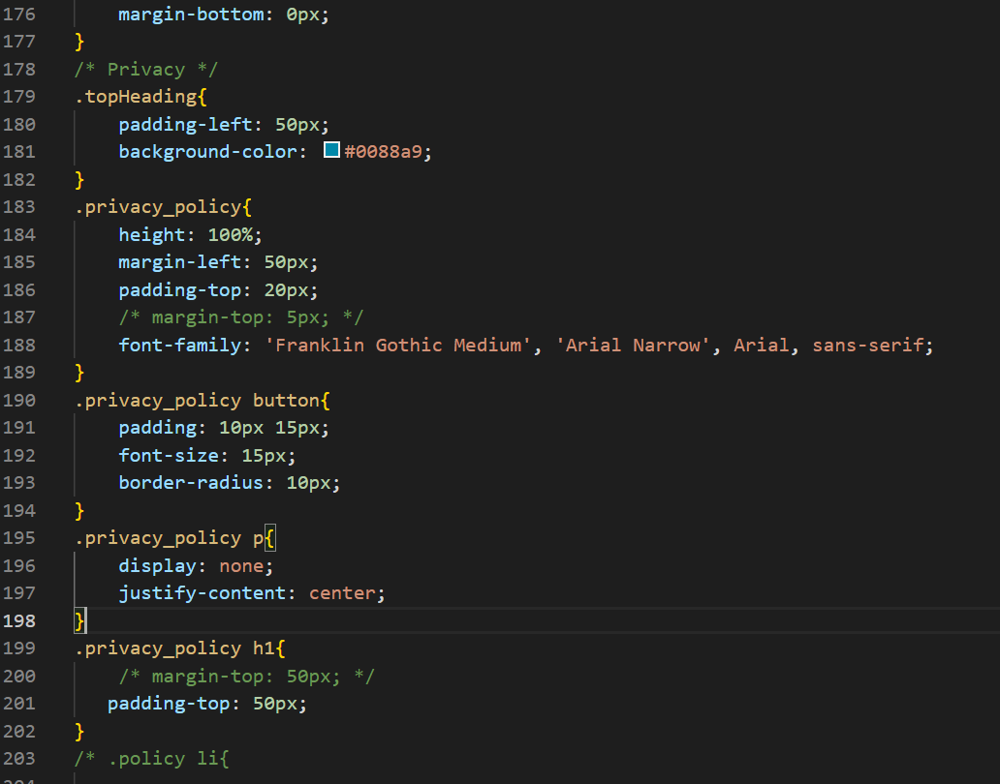 176 margin-bottom: 0px;
177 }
178 /* Privacy */
179 .topHeading{
180 padding-left: 50px;
181 background-color: #0088a9;
182 }
183 .privacy_policy{
184 height: 100%;
185 margin-left: 50px;
186 padding-top: 20px;
187 /* margin-top: 5px; */
188 font-family: 'Franklin Gothic Medium', 'Arial Narrow', Arial, sans-serif;
189 }
190 .privacy_policy button{
191 padding: 10px 15px;
192 font-size: 15px;
193 border-radius: 10px;
194 }
195 .privacy_policy p{
196 display: none;
197 justify-content: center;
198 }
199 .privacy_policy h1{
200 /* margin-top: 50px; */
201 padding-top: 50px;
202 }
203 /* .policy li{